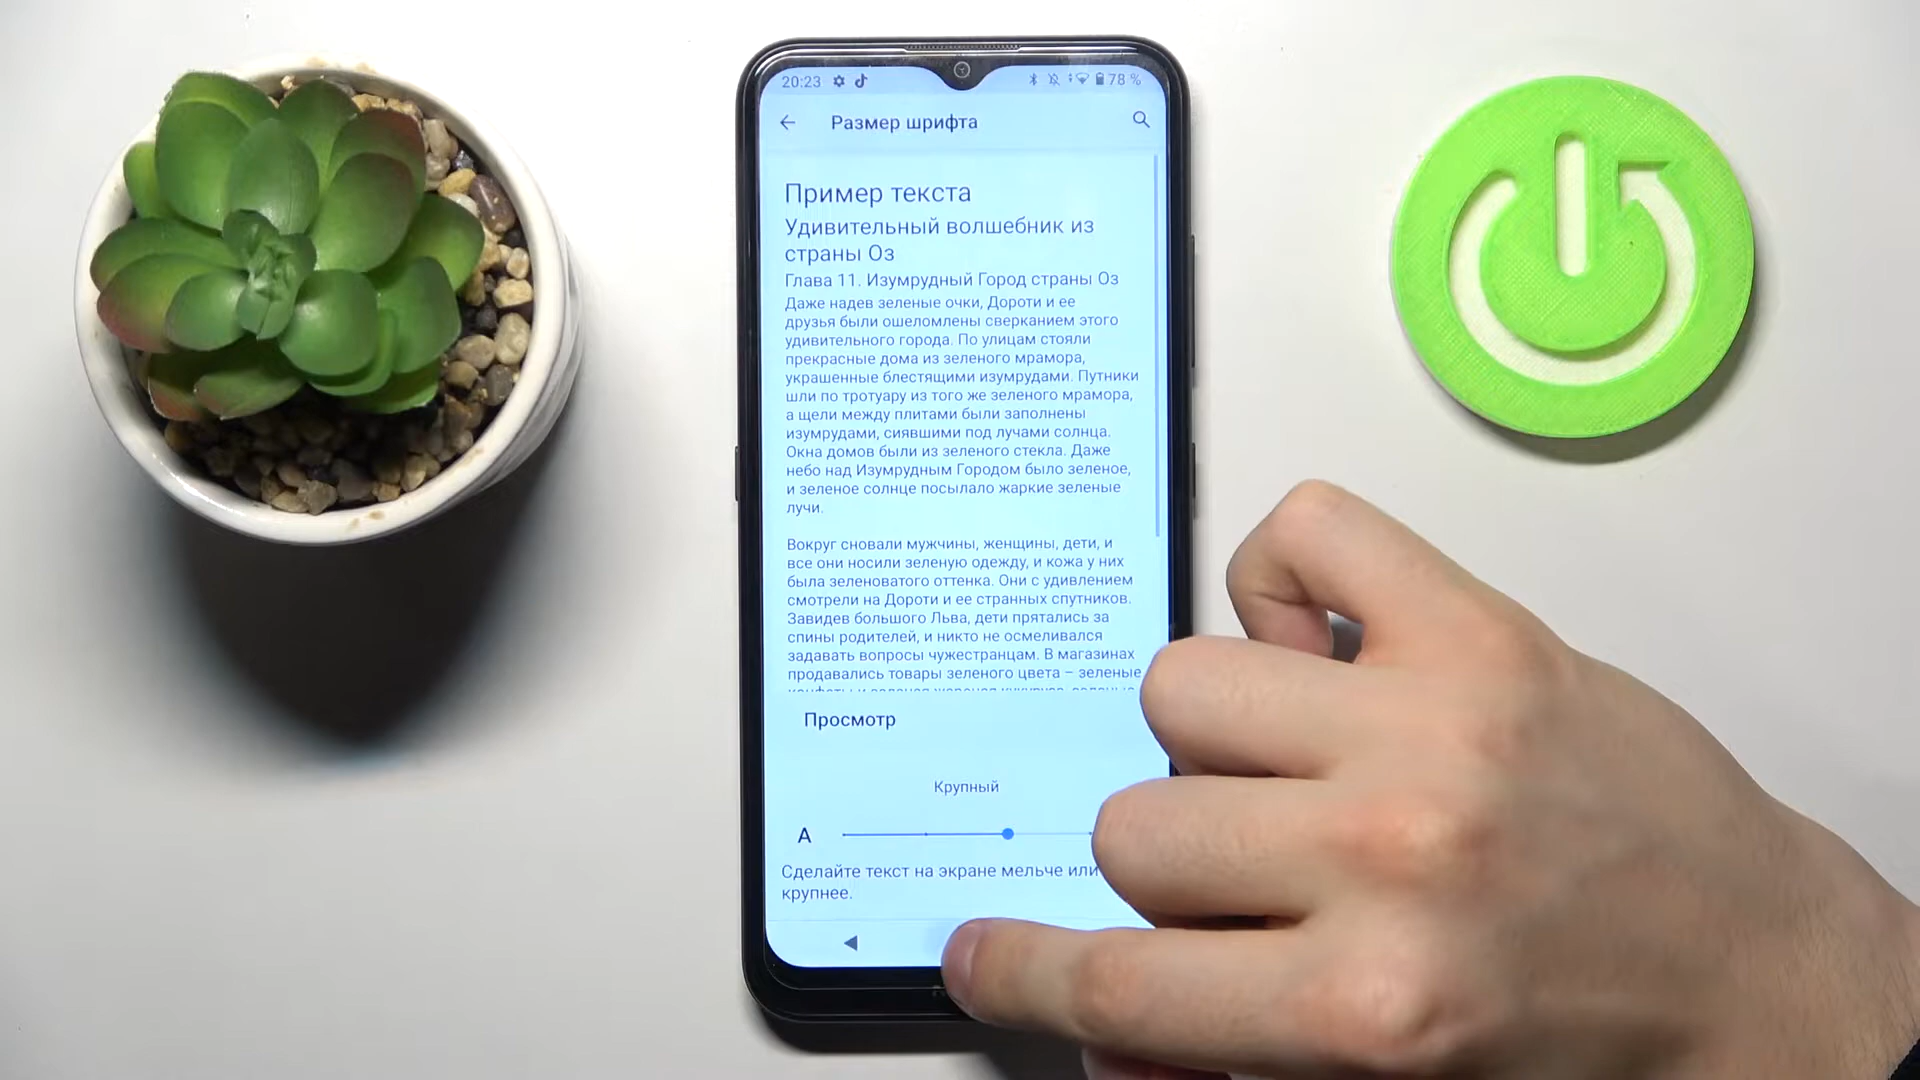 20:23 78 %
Размер шрифта
Пример текста
Удивительный волшебник из
страны Оз
Глава 11. Изумрудный Город страны Оз
Даже надев зеленые очки, Дороти и ее
друзья были ошеломлены сверканием этого
удивительного города. По улицам стояли
прекрасные дома из зеленого мрамора,
украшенные блестящими изумрудами. Путники
шли по тротуару из того же зеленого мрамора,
а щели между плитами были заполнены
изумрудами, сиявшими под лучами солнца.
Окна домов были из зеленого стекла. Даже
небо над Изумрудным Городом было зеленое,
и зеленое солнце посылало жаркие зеленые
лучи.
Вокруг сновали мужчины, женщины, дети, и
все они носили зеленую одежду, и кожа у них
была зеленоватого оттенка. Они с удивлением
смотрели на Дороти и ее странных спутников.
Завидев большого Льва, дети прятались за
спины родителей, и никто не осмеливался
задавать вопросы чужестранцам. В магазинах
продавались товары зеленого цвета – зеленые
Просмотр
Крупный
А
Сделайте текст на экране мельче или
крупнее.